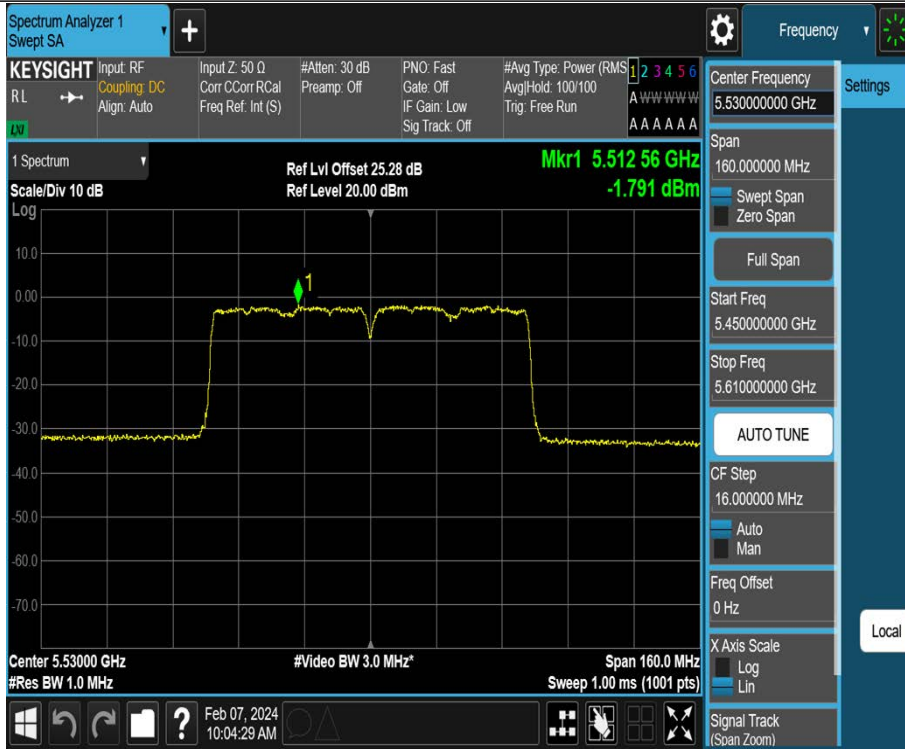 Spectrum Analyzer 1
Swept SA
+
Frequency
KEYSIGHT
RL
LXI
Input: RF
Coupling: DC
Align: Auto
Input Z: 50 Ω
Corr CCorr RCal
Freq Ref: Int (S)
#Atten: 30 dB
Preamp: Off
PNO: Fast
Gate: Off
IF Gain: Low
Sig Track: Off
#Avg Type: Power (RMS
Avg|Hold: 100/100
Trig: Free Run
1 2 3 4 5 6
A W W W W W
A A A A A A
1 Spectrum
Scale/Div 10 dB
Log
Ref Lvl Offset 25.28 dB
Ref Level 20.00 dBm
Mkr1 5.512 56 GHz
-1.791 dBm
1
10.0
0.00
-10.0
-20.0
-30.0
-40.0
-50.0
-60.0
-70.0
Center 5.53000 GHz
#Res BW 1.0 MHz
#Video BW 3.0 MHz*
Span 160.0 MHz
Sweep 1.00 ms (1001 pts)
?
Feb 07, 2024
10:04:29 AM
Center Frequency
5.530000000 GHz
Span
160.000000 MHz
Swept Span
Zero Span
Full Span
Start Freq
5.450000000 GHz
Stop Freq
5.610000000 GHz
AUTO TUNE
CF Step
16.000000 MHz
Auto
Man
Freq Offset
0 Hz
X Axis Scale
Log
Lin
Signal Track
(Span Zoom)
Settings
Local